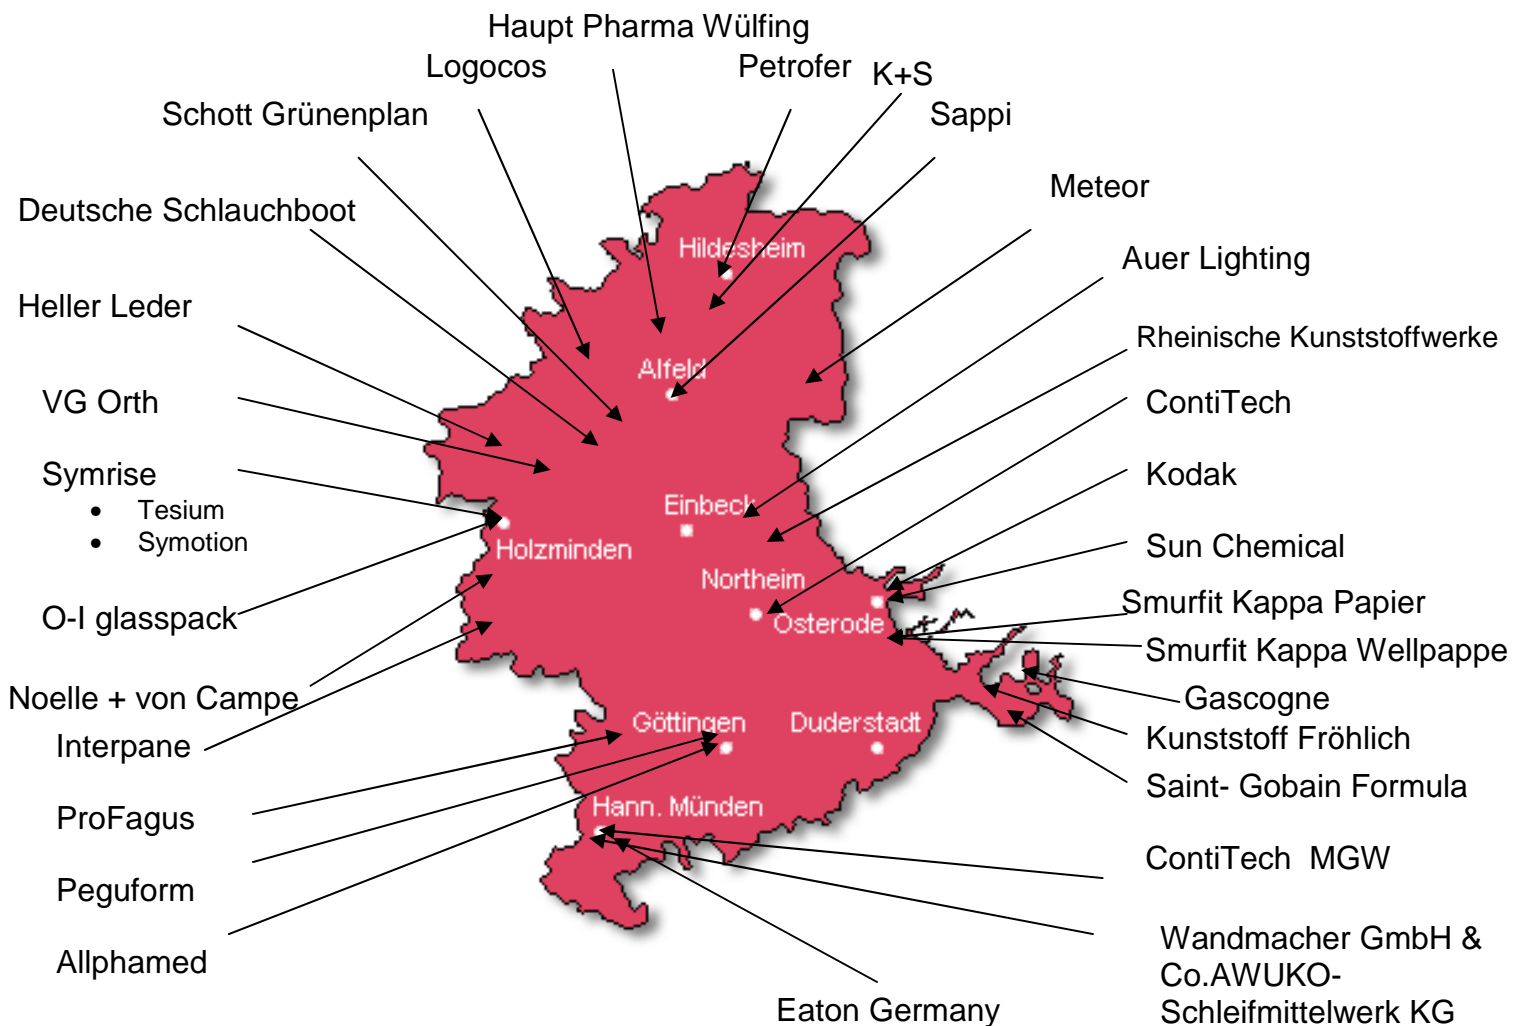 Haupt Pharma Wülfing
Logocos
Petrofer
K+S
Schott Grünenplan
Sappi
Meteor
Deutsche Schlauchboot
Hildesheim
Auer Lighting
Heller Leder
Rheinische Kunststoffwerke
Alfeld
VG Orth
ContiTech
Symrise
• Tesium
• Symotion
Kodak
Einbeck
Holzminden
Sun Chemical
Northeim
O-I glasspack
Osterode
Smurfit Kappa Papier
Smurfit Kappa Wellpappe
Noelle + von Campe
Gascogne
Interpane
Göttingen
Duderstadt
Kunststoff Fröhlich
Saint- Gobain Formula
ProFagus
Hann. Münden
ContiTech MGW
Peguform
Allphamed
Wandmacher GmbH &
Co.AWUKO-
Schleifmittelwerk KG
Eaton Germany